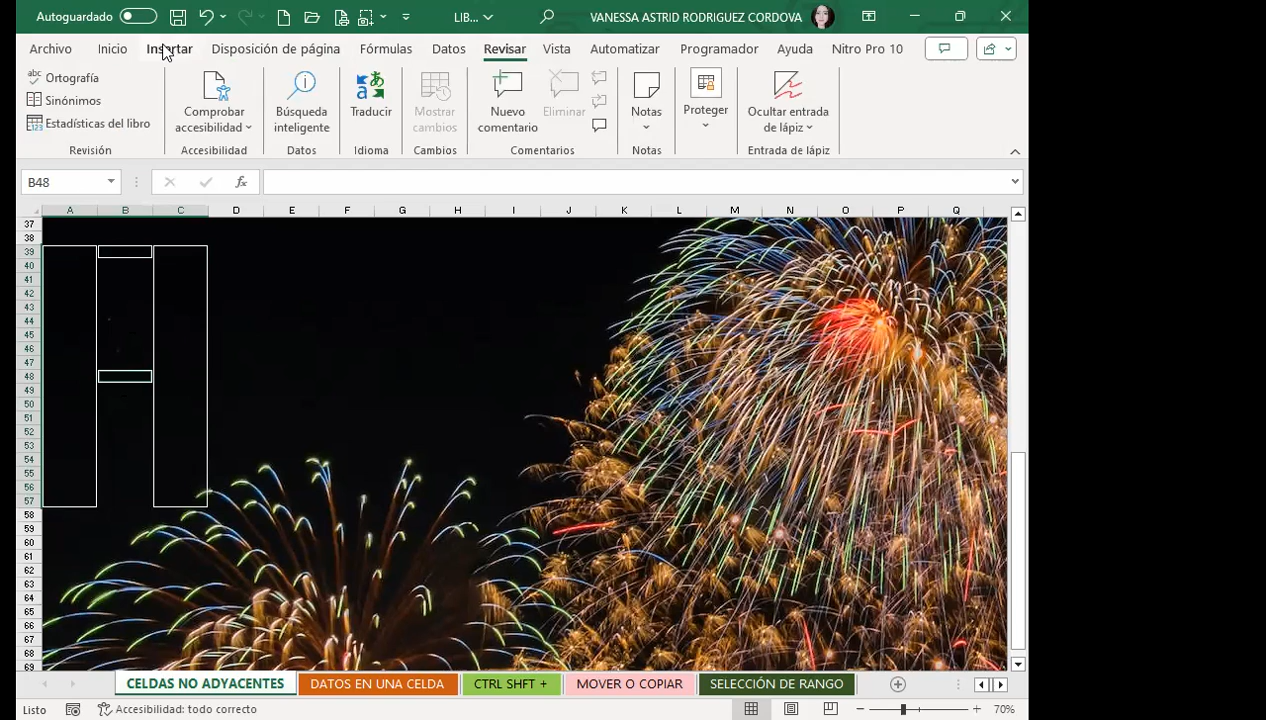 Autoguardado LIB... VANESSA ASTRID RODRIGUEZ CORDOVA
Archivo Inicio Insertar Disposición de página Fórmulas Datos Revisar Vista Automatizar Programador Ayuda Nitro Pro 10
abc Ortografía
Sinónimos
123 Estadísticas del libro
Revisión
Comprobar
accesibilidad
Accesibilidad
Búsqueda
inteligente
Datos
Traducir
Idioma
Mostrar
cambios
Cambios
Nuevo
comentario
Eliminar
Comentarios
Notas
Notas
Proteger
Ocultar entrada
de lápiz
Entrada de lápiz
B48 fx
A B C D E F G H I J K L M N O P Q
37
38
39
40
41
42
43
44
45
46
47
48
49
50
51
52
53
54
55
56
57
58
59
60
61
62
63
64
65
66
67
68
69
CELDAS NO ADYACENTES DATOS EN UNA CELDA CTRL SHFT + MOVER O COPIAR SELECCIÓN DE RANGO
Listo Accesibilidad: todo correcto 70%